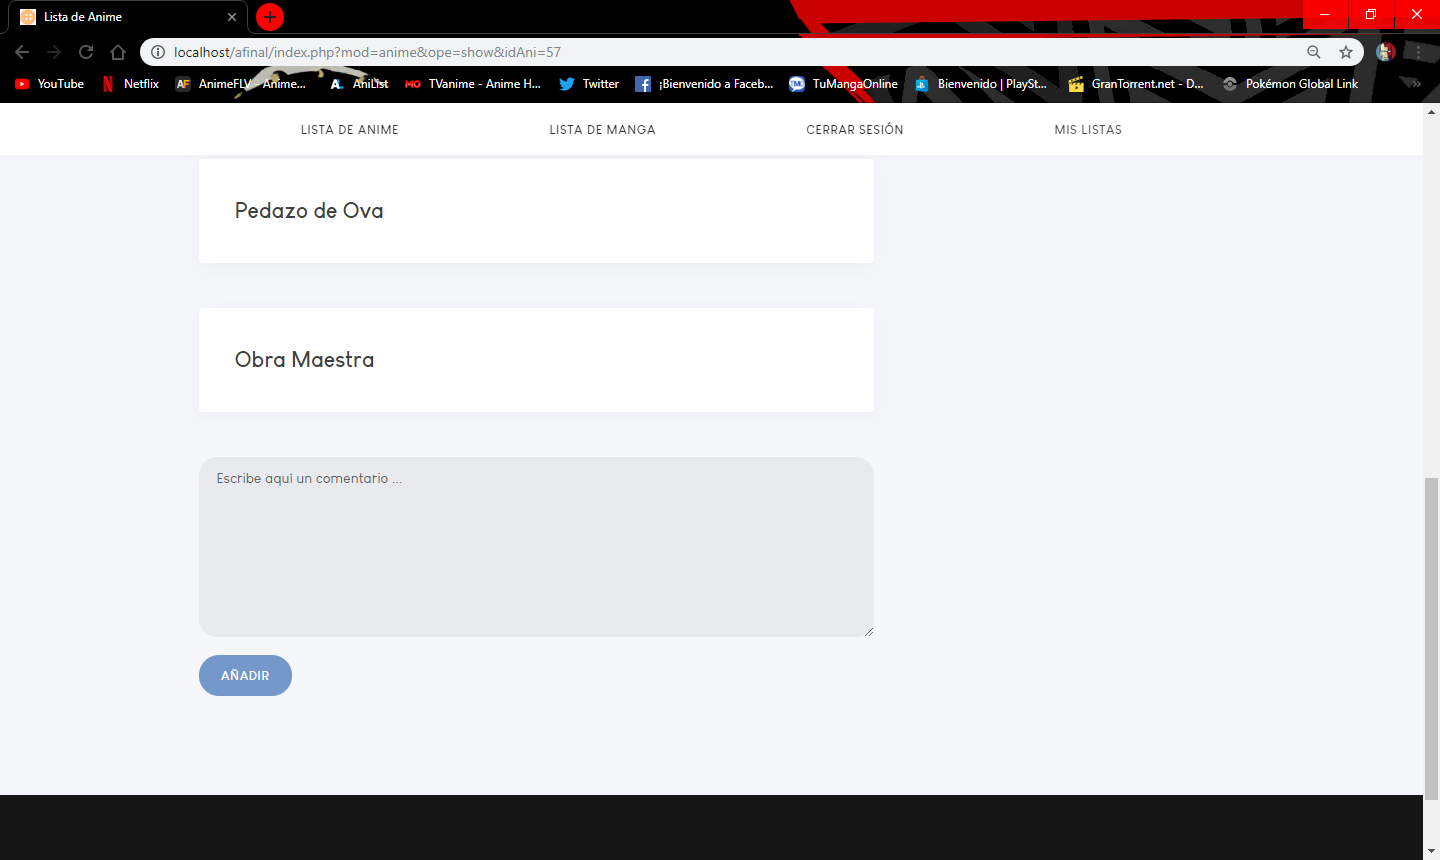 Lista de Anime
localhost/afinal/index.php?mod=anime&ope=show&idAni=57
YouTube Netflix AnimeFLV - Anime... AniList TVanime - Anime H... Twitter ¡Bienvenido a Faceb... TuMangaOnline Bienvenido | PlaySt... GranTorrent.net - D... Pokémon Global Link
LISTA DE ANIME LISTA DE MANGA CERRAR SESIÓN MIS LISTAS
Pedazo de Ova
Obra Maestra
Escribe aquí un comentario ...
AÑADIR